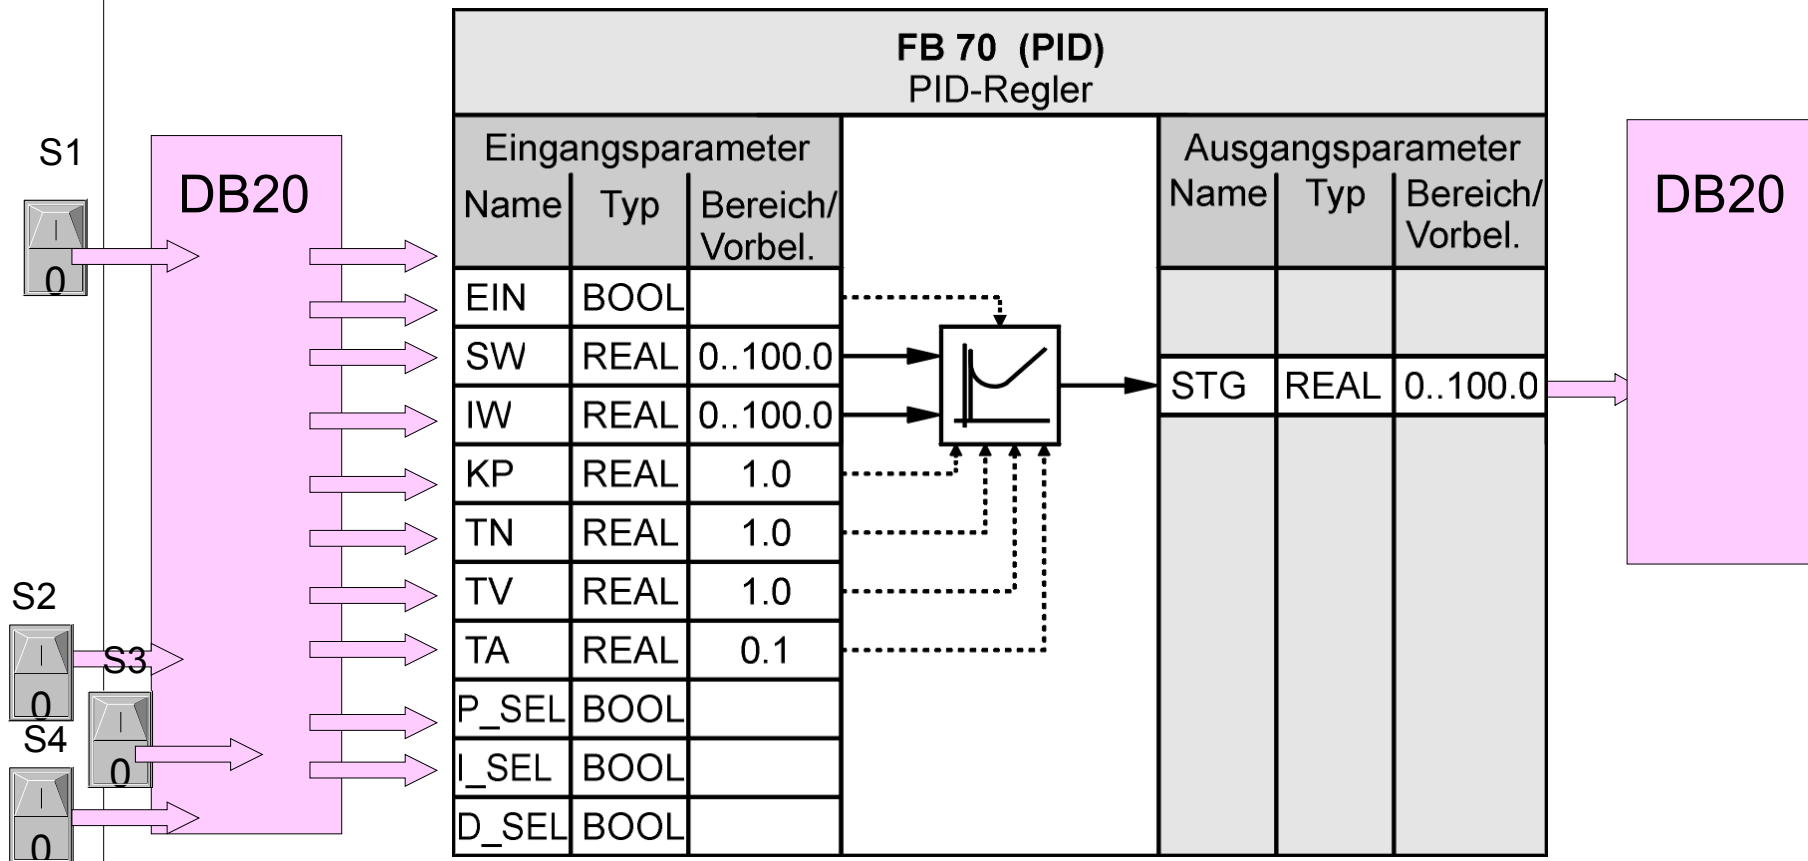 FB 70 (PID)
PID-Regler
S1
0
DB20
Eingangsparameter
Name Typ Bereich/
Vorbel.
Ausgangsparameter
Name Typ Bereich/
Vorbel.
DB20
EIN BOOL
SW REAL 0..100.0
IW REAL 0..100.0
STG REAL 0..100.0
KP REAL 1.0
TN REAL 1.0
TV REAL 1.0
TA REAL 0.1
P_SEL BOOL
I_SEL BOOL
D_SEL BOOL
S2
0
S3
0
S4
0